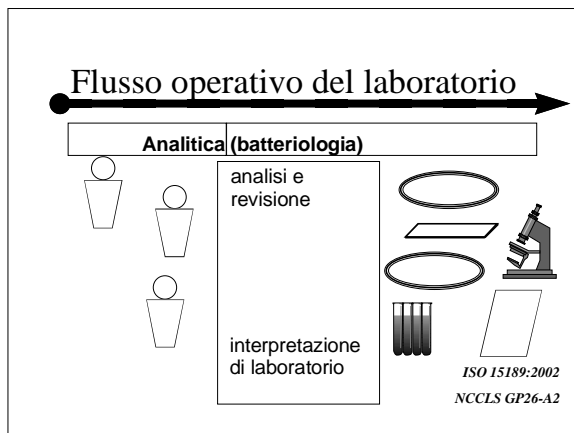 Flusso operativo del laboratorio
Analitica (batteriologia)
analisi e
revisione
interpretazione
di laboratorio
ISO 15189:2002
NCCLS GP26-A2